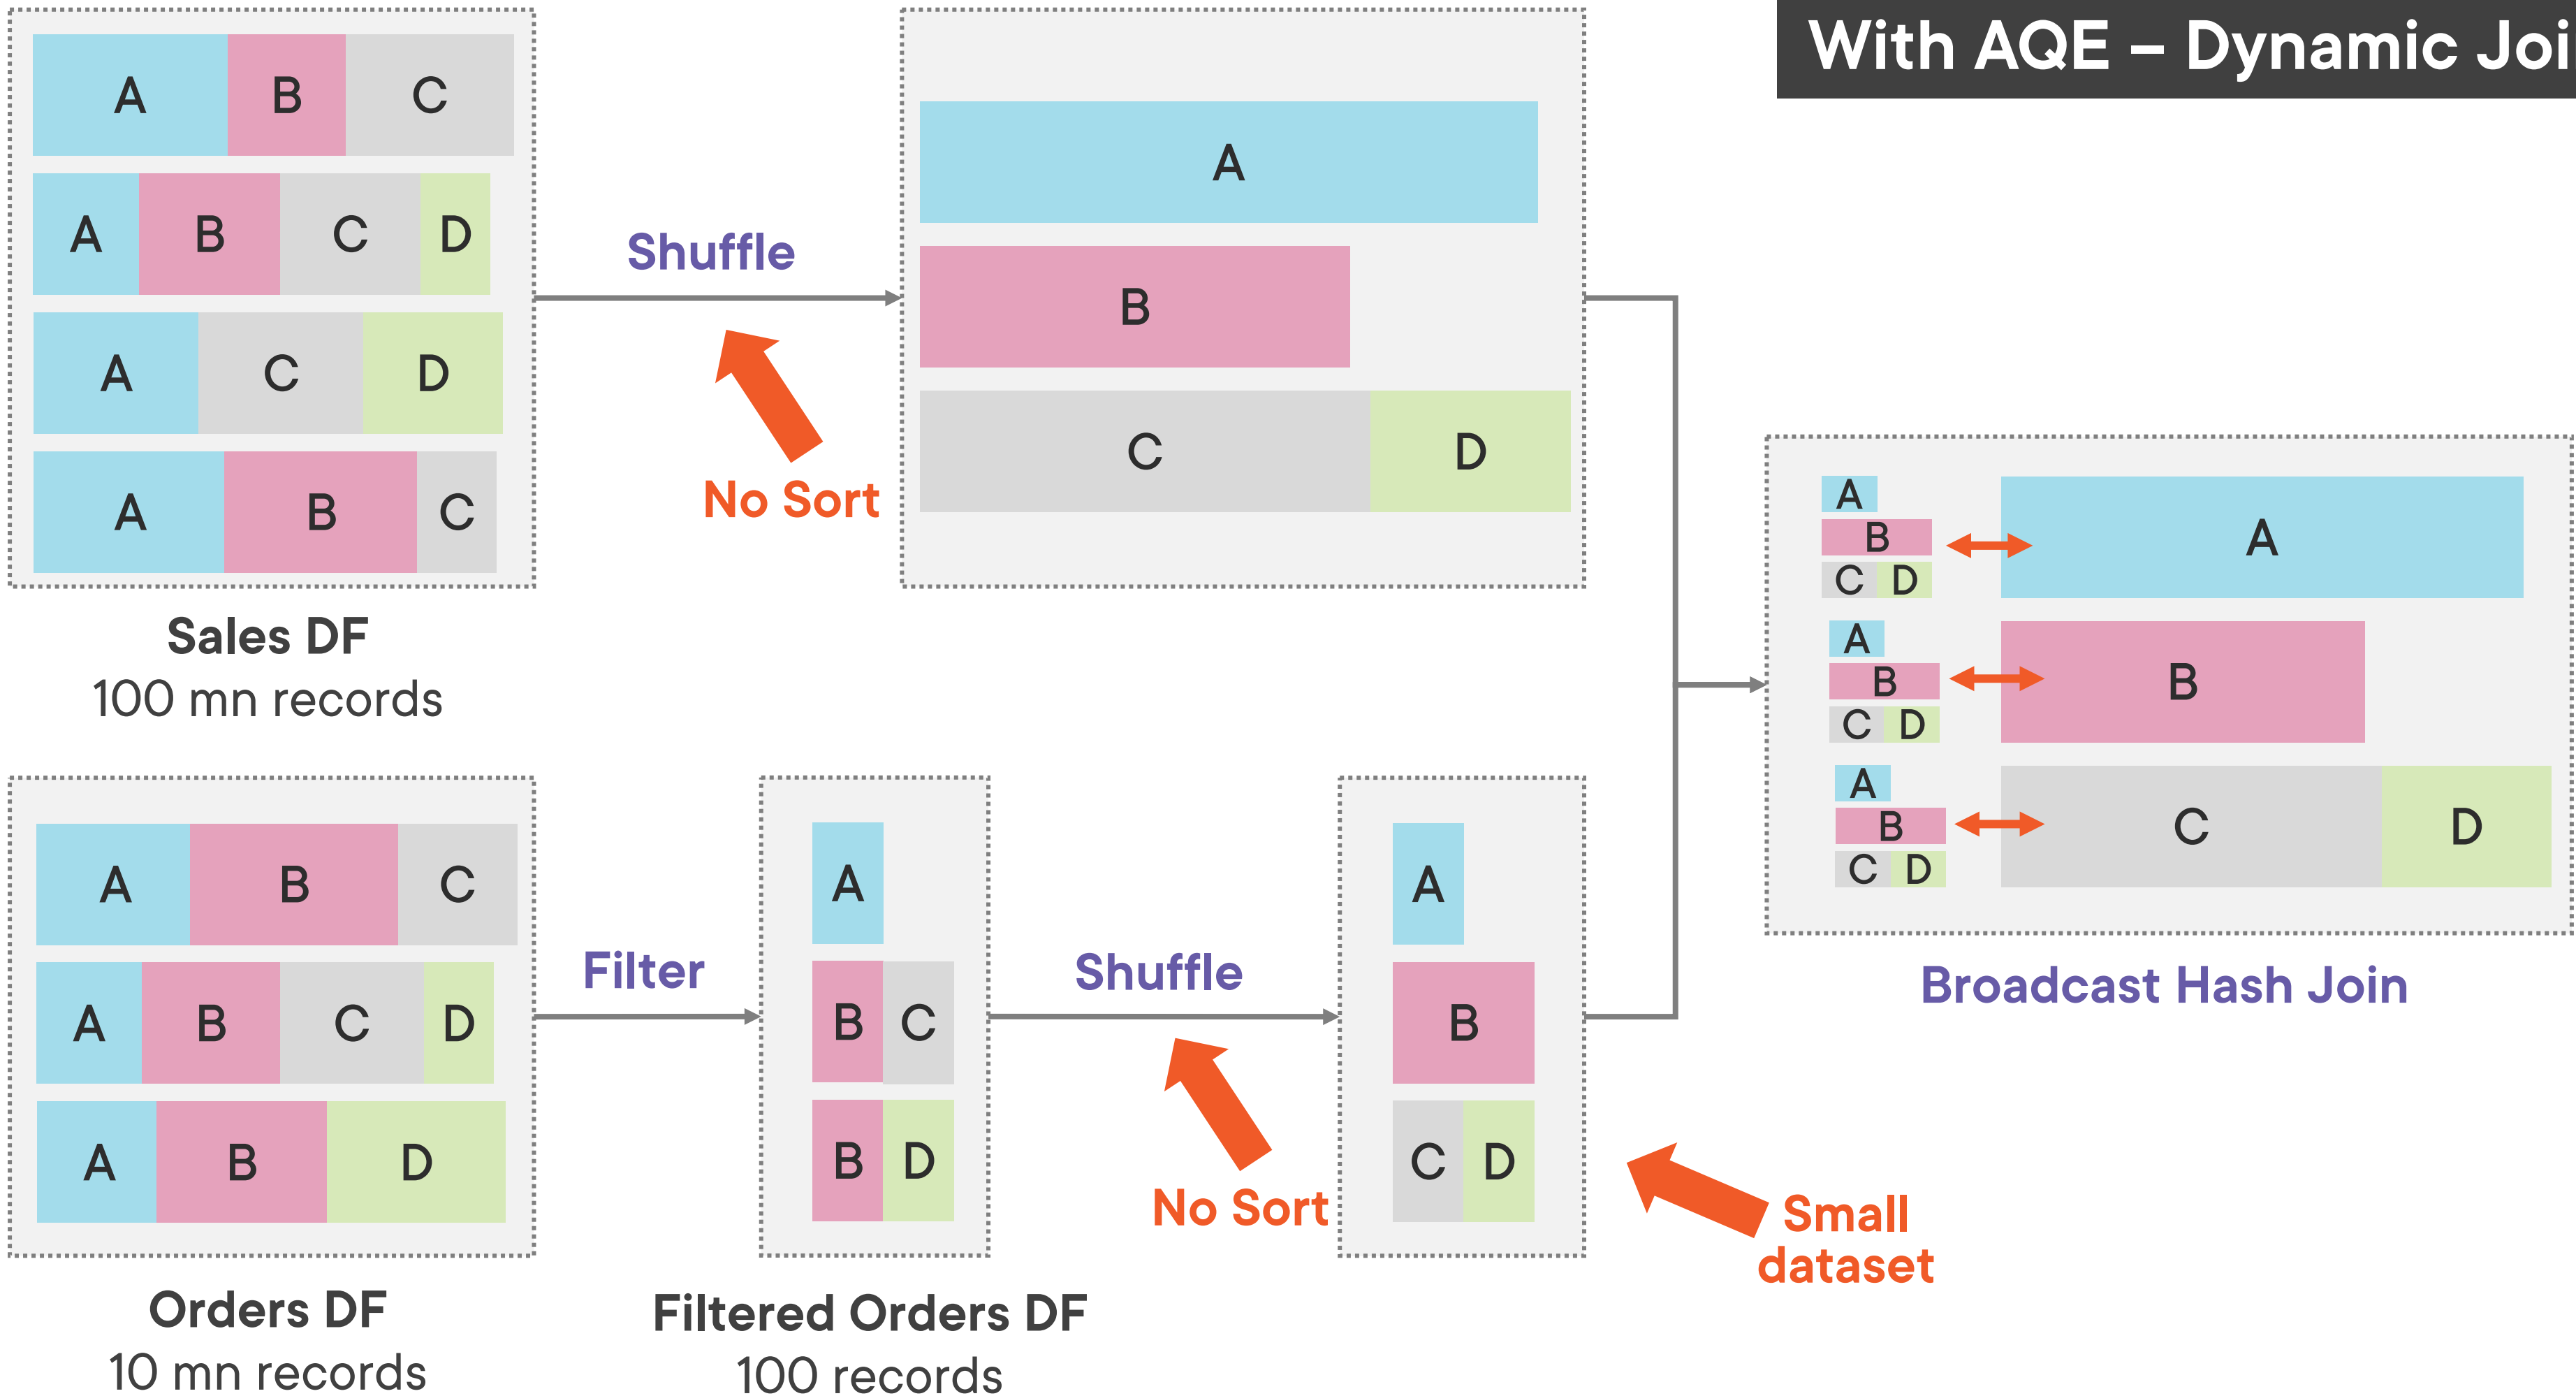 With AQE – Dynamic Joi
A B C
A B C D
A C D
A B C
Sales DF
100 mn records
Shuffle
No Sort
A
B
C D
A B C
A B C D
A B D
Orders DF
10 mn records
Filter
A
B C
B D
Filtered Orders DF
100 records
Shuffle
No Sort
A
B
C D
Small
dataset
A
B
C D
A
A
B
C D
B
A
B
C D
C D
Broadcast Hash Join